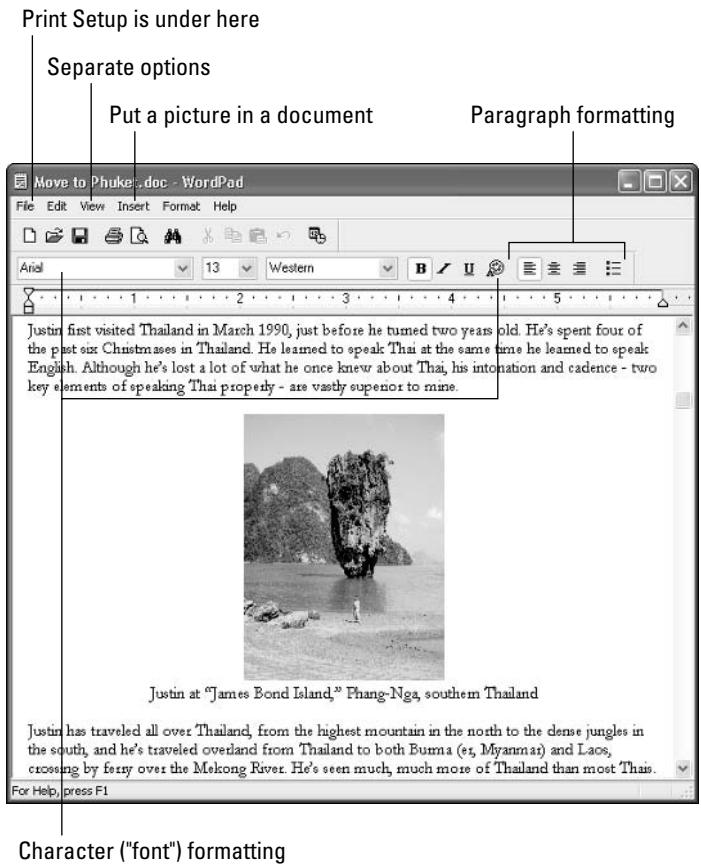 Print Setup is under here
Separate options
Put a picture in a document
Paragraph formatting
Move to Phuket.doc - WordPad
File Edit View Insert Format Help
Arial 13 Western B I U
1 2 3 4 5
Justin first visited Thailand in March 1990, just before he turned two years old. He's spent four of
the past six Christmases in Thailand. He learned to speak Thai at the same time he learned to speak
English. Although he's lost a lot of what he once knew about Thai, his intonation and cadence - two
key elements of speaking Thai properly - are vastly superior to mine.
Justin at "James Bond Island," Phang-Nga, southern Thailand
Justin has traveled all over Thailand, from the highest mountain in the north to the dense jungles in
the south, and he's traveled overland from Thailand to both Burma (er, Myanmar) and Laos,
crossing by ferry over the Mekong River. He's seen much, much more of Thailand than most Thais.
For Help, press F1
Character ("font") formatting